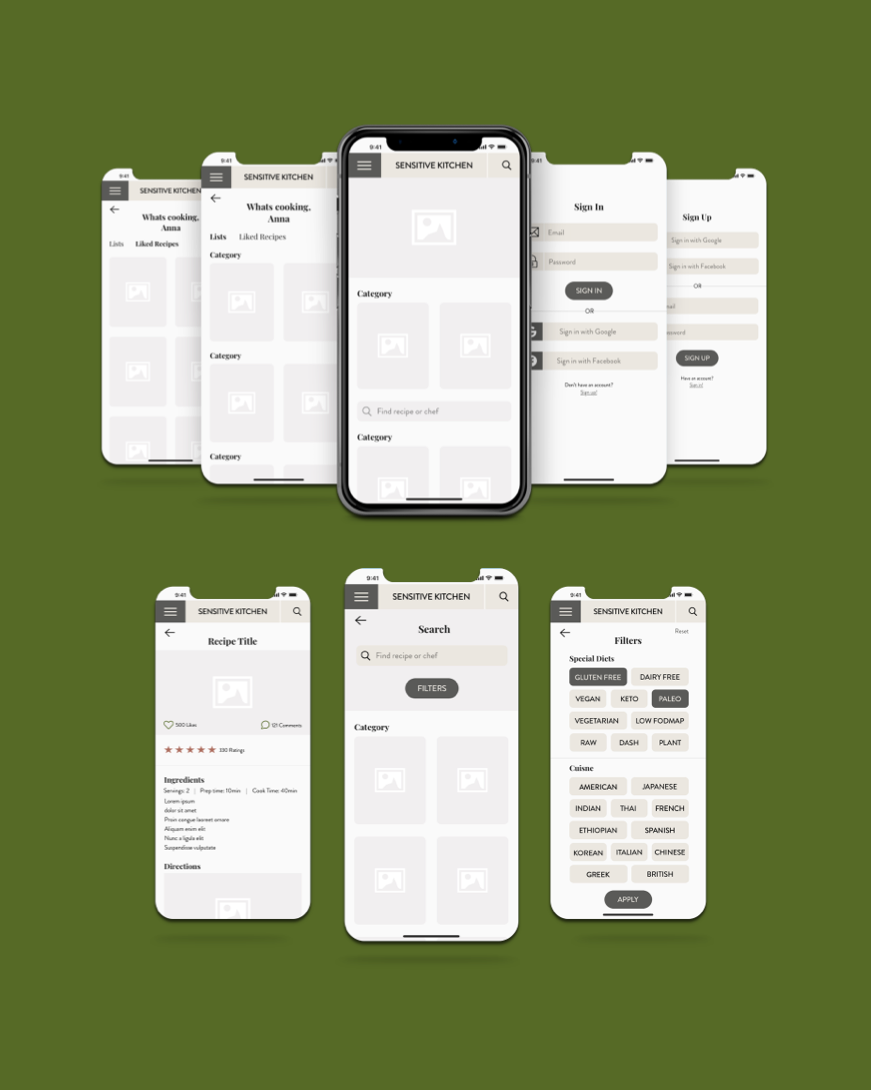 9:41
SENSITIVE KITCHEN
Whats cooking,
Anna
Lists Liked Recipes
9:41
SENSITIVE KITCHEN
Whats cooking,
Anna
Lists Liked Recipes
Category
Category
Category
9:41
SENSITIVE KITCHEN
Category
Find recipe or chef
Category
9:41
Sign In
Email
Password
SIGN IN
OR
Sign in with Google
Sign in with Facebook
Don't have an account?
Sign up!
Sign Up
Sign in with Google
Sign in with Facebook
OR
SIGN UP
Have an account?
Sign in!
9:41
SENSITIVE KITCHEN
Recipe Title
500 Likes
121 Comments
Ratings
Ingredients
Servings: 2 | Prep time: 10min | Cook Time: 40min
Lorem ipsum
dolor sit amet
Proin congue laoreet ornare
Aliquam enim elit
Nunc a ligula elit
Suspendisse vulputate
Directions
9:41
SENSITIVE KITCHEN
Search
Find recipe or chef
FILTERS
Category
9:41
SENSITIVE KITCHEN
Reset
Filters
Special Diets
GLUTEN FREE DAIRY FREE
VEGAN KETO PALEO
VEGETARIAN LOW FODMAP
RAW DASH PLANT
Cuisne
AMERICAN JAPANESE
INDIAN THAI FRENCH
ETHIOPIAN SPANISH
KOREAN ITALIAN CHINESE
GREEK BRITISH
APPLY